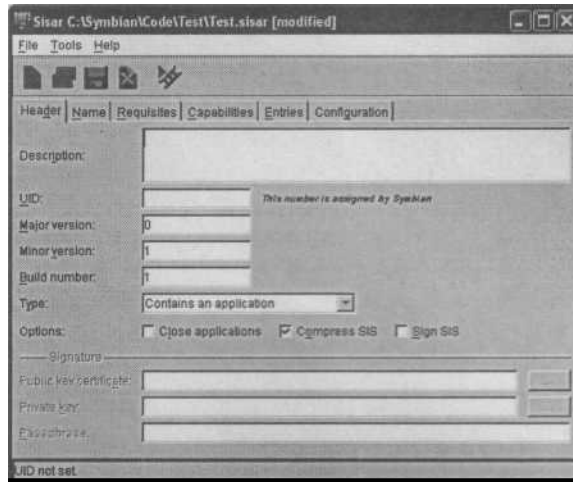 Sisar C:\Symbian\Code\Test\Test.sisar [modified]
File Tools Help
Header Name Requisites Capabilities Entries Configuration
Description:
UID:
This number is assigned by Symbian
Major version:
0
Minor version:
1
Build number:
1
Type:
Contains an application
Options:
Close applications
Compress SIS
Sign SIS
Signature
Public key certificate:
Private key:
Passphrase:
UID not set